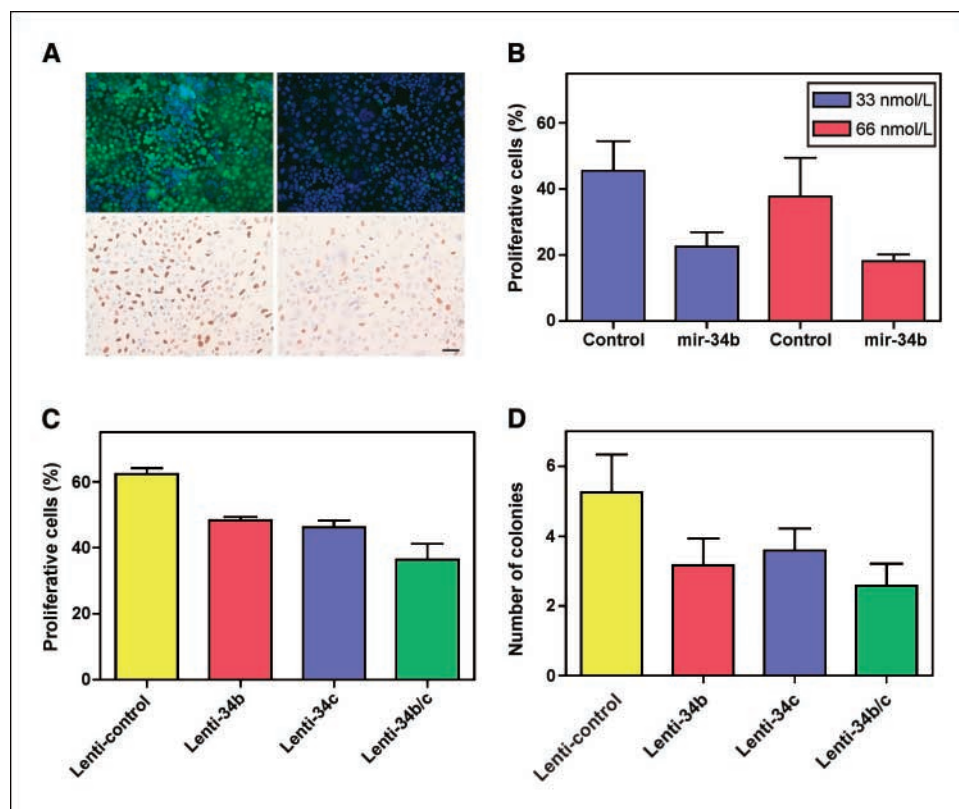 A
B
33 nmol/L
66 nmol/L
Proliferative cells (%)
60
40
20
0
Control
mir-34b
Control
mir-34b
C
Proliferative cells (%)
60
40
20
0
Lenti-control
Lenti-34b
Lenti-34c
Lenti-34b/c
D
Number of colonies
6
4
2
0
Lenti-control
Lenti-34b
Lenti-34c
Lenti-34b/c